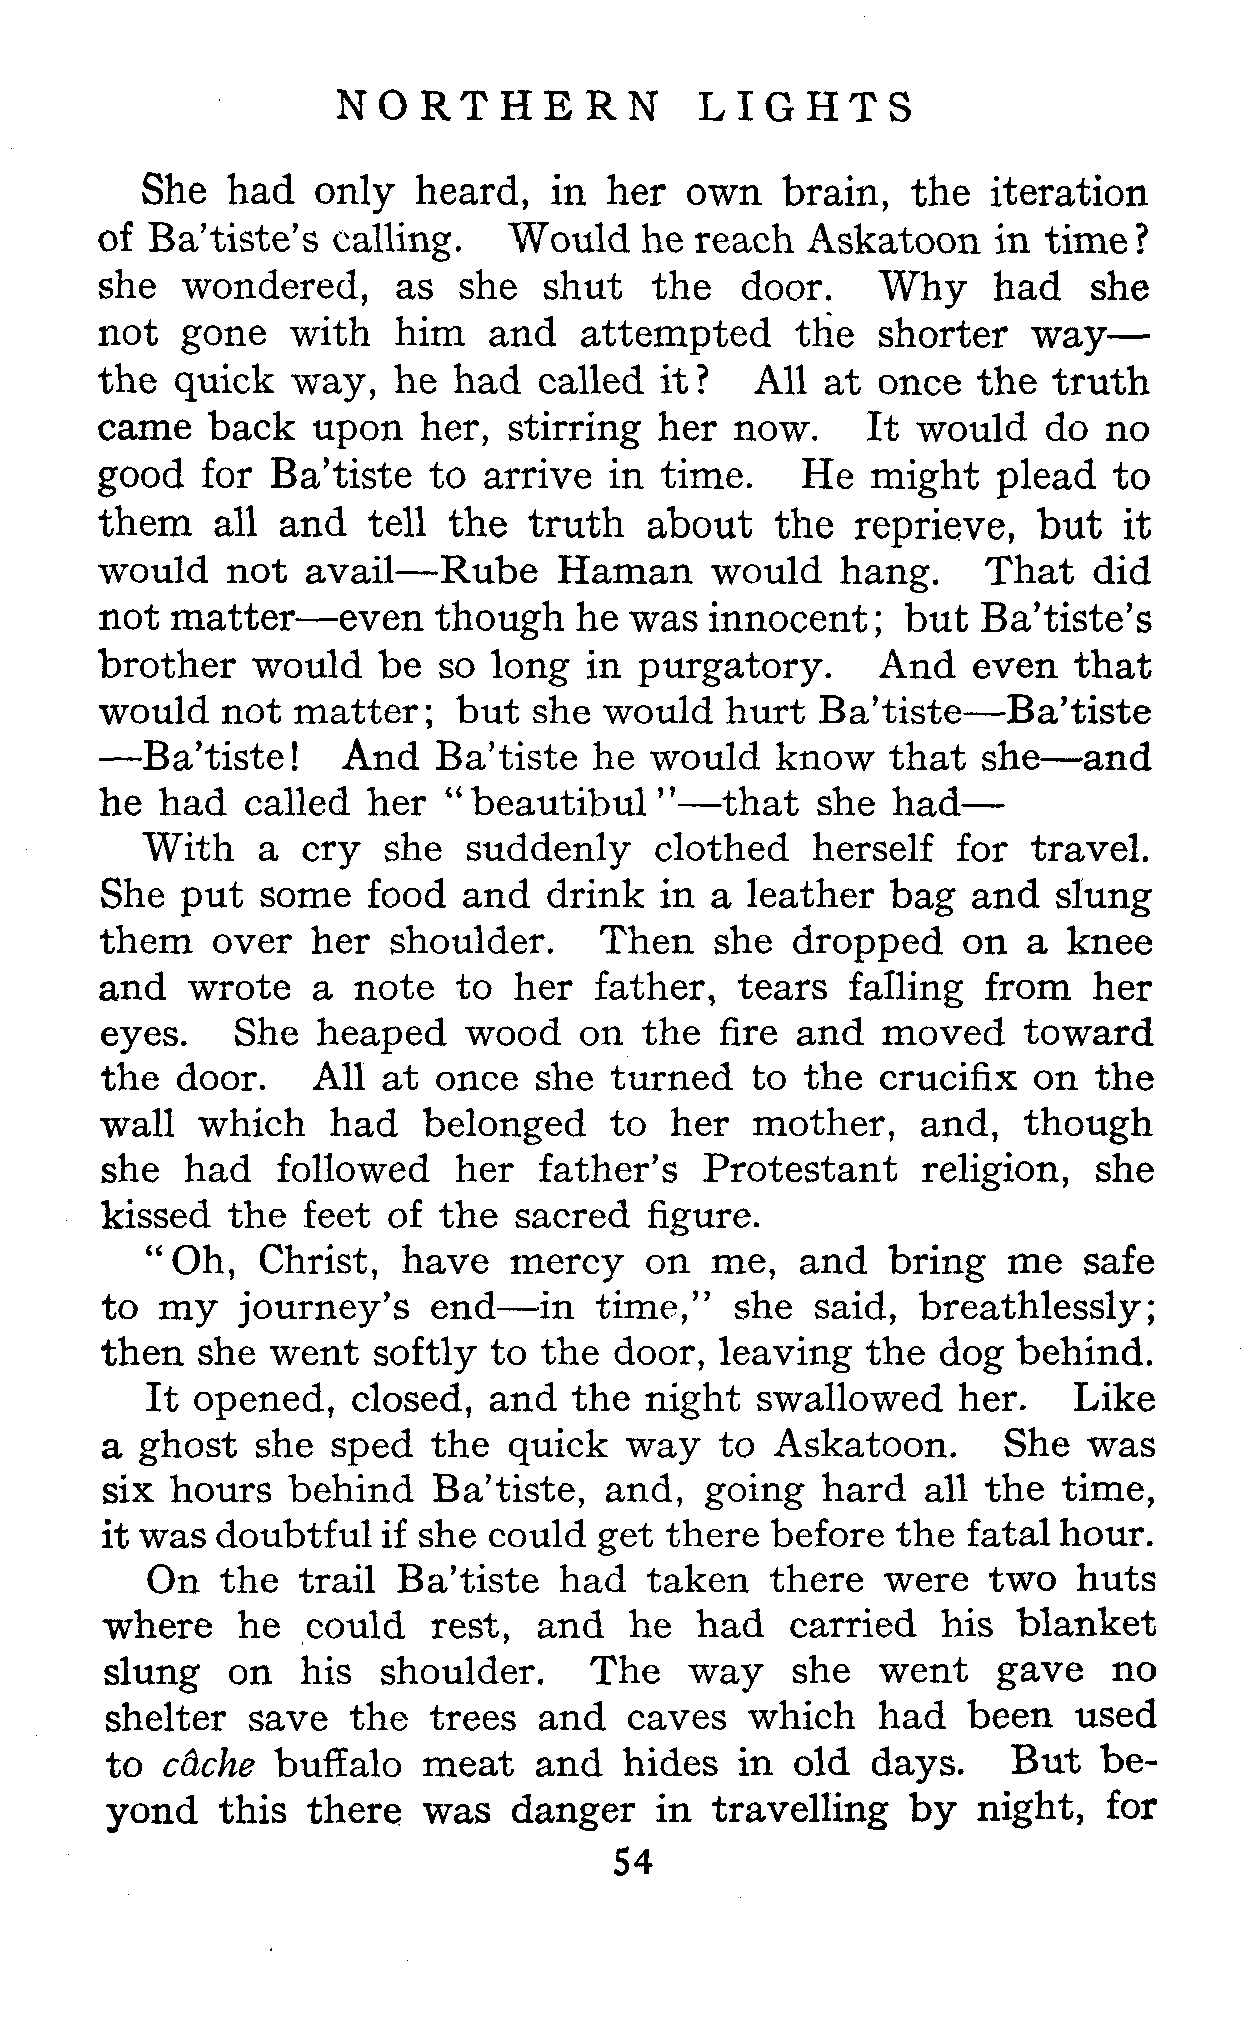 NORTHERN LIGHTS
She had only heard, in her own brain, the iteration
of Ba'tiste's calling. Would he reach Askatoon in time?
she wondered, as she shut the door. Why had she
not gone with him and attempted the shorter way—
the quick way, he had called it? All at once the truth
came back upon her, stirring her now. It would do no
good for Ba'tiste to arrive in time. He might plead to
them all and tell the truth about the reprieve, but it
would not avail—Rube Haman would hang. That did
not matter—even though he was innocent; but Ba'tiste's
brother would be so long in purgatory. And even that
would not matter; but she would hurt Ba'tiste—Ba'tiste
—Ba'tiste! And Ba'tiste he would know that she—and
he had called her "beautibul"—that she had—
With a cry she suddenly clothed herself for travel.
She put some food and drink in a leather bag and slung
them over her shoulder. Then she dropped on a knee
and wrote a note to her father, tears falling from her
eyes. She heaped wood on the fire and moved toward
the door. All at once she turned to the crucifix on the
wall which had belonged to her mother, and, though
she had followed her father's Protestant religion, she
kissed the feet of the sacred figure.
"Oh, Christ, have mercy on me, and bring me safe
to my journey's end—in time," she said, breathlessly;
then she went softly to the door, leaving the dog behind.
It opened, closed, and the night swallowed her. Like
a ghost she sped the quick way to Askatoon. She was
six hours behind Ba'tiste, and, going hard all the time,
it was doubtful if she could get there before the fatal hour.
On the trail Ba'tiste had taken there were two huts
where he could rest, and he had carried his blanket
slung on his shoulder. The way she went gave no
shelter save the trees and caves which had been used
to câche buffalo meat and hides in old days. But be-
yond this there was danger in travelling by night, for
54